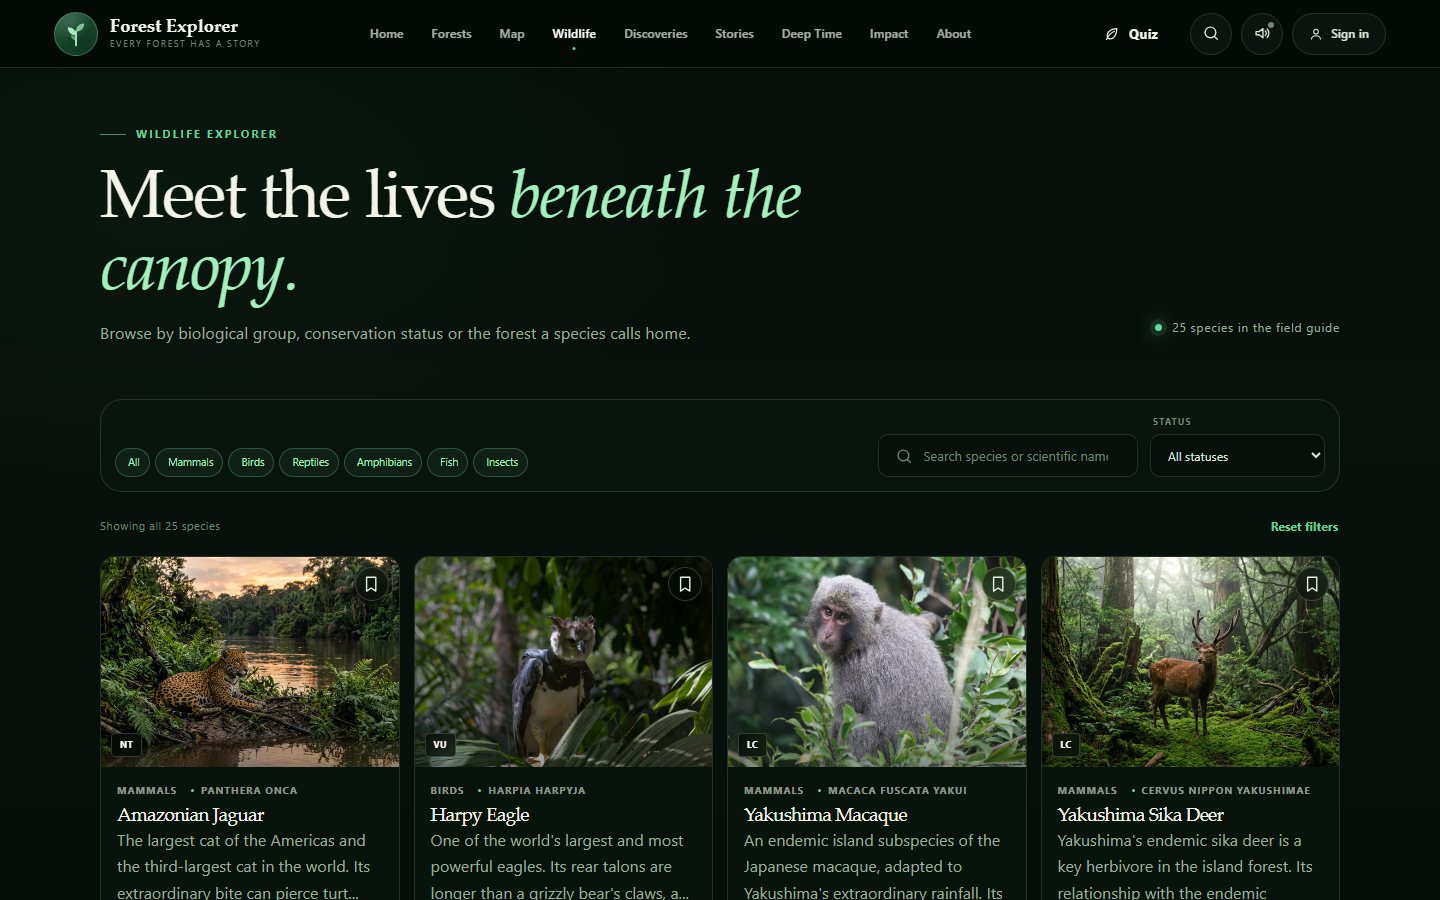 Forest Explorer
EVERY FOREST HAS A STORY
Home Forests Map Wildlife Discoveries Stories Deep Time Impact About
Quiz
Sign in
WILDLIFE EXPLORER
Meet the lives beneath the
canopy.
Browse by biological group, conservation status or the forest a species calls home.
25 species in the field guide
STATUS
All Mammals Birds Reptiles Amphibians Fish Insects
Search species or scientific name
All statuses
Showing all 25 species
Reset filters
NT
MAMMALS • PANTHERA ONCA
Amazonian Jaguar
The largest cat of the Americas and
the third-largest cat in the world. Its
extraordinary bite can pierce turt...
VU
BIRDS • HARPIA HARPYJA
Harpy Eagle
One of the world's largest and most
powerful eagles. Its rear talons are
longer than a grizzly bear's claws, a...
LC
MAMMALS • MACACA FUSCATA YAKUI
Yakushima Macaque
An endemic island subspecies of the
Japanese macaque, adapted to
Yakushima's extraordinary rainfall. Its
LC
MAMMALS • CERVUS NIPPON YAKUSHIMAE
Yakushima Sika Deer
Yakushima's endemic sika deer is a
key herbivore in the island forest. Its
relationship with the endemic